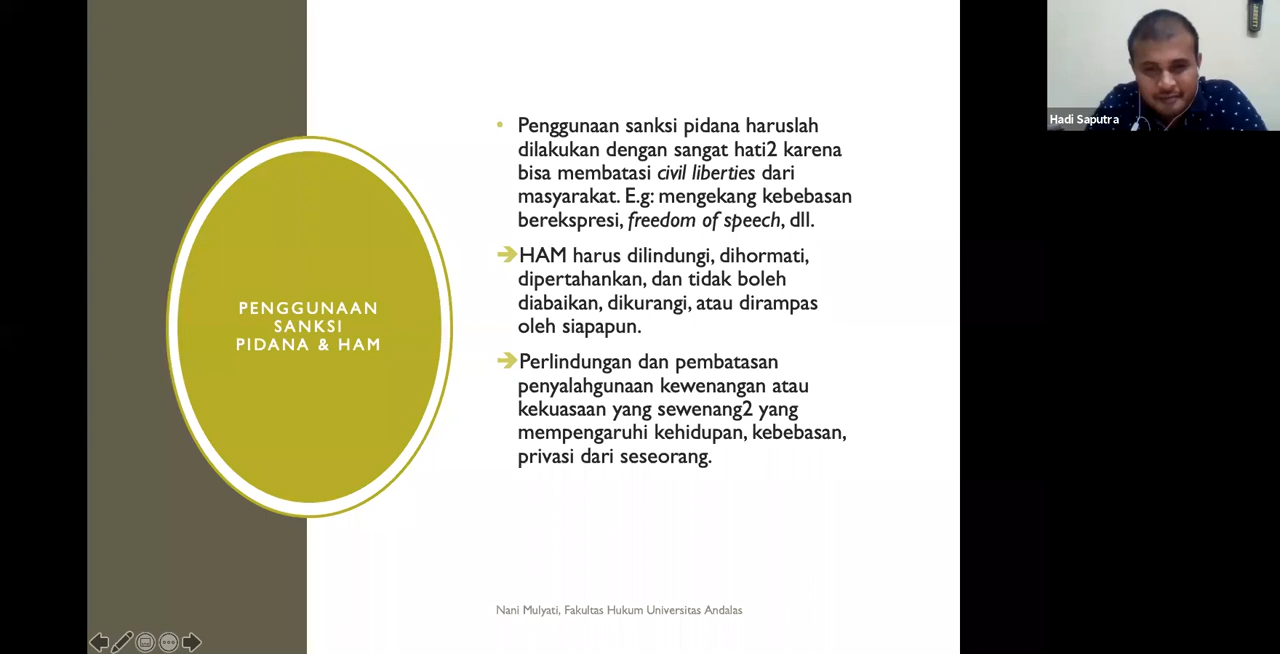 PENGGUNAAN
SANKSI
PIDANA & HAM
• Penggunaan sanksi pidana haruslah
dilakukan dengan sangat hati2 karena
bisa membatasi civil liberties dari
masyarakat. E.g: mengekang kebebasan
berekspresi, freedom of speech, dll.
➔HAM harus dilindungi, dihormati,
dipertahankan, dan tidak boleh
diabaikan, dikurangi, atau dirampas
oleh siapapun.
➔Perlindungan dan pembatasan
penyalahgunaan kewenangan atau
kekuasaan yang sewenang2 yang
mempengaruhi kehidupan, kebebasan,
privasi dari seseorang.
Nani Mulyati, Fakultas Hukum Universitas Andalas
Hadi Saputra